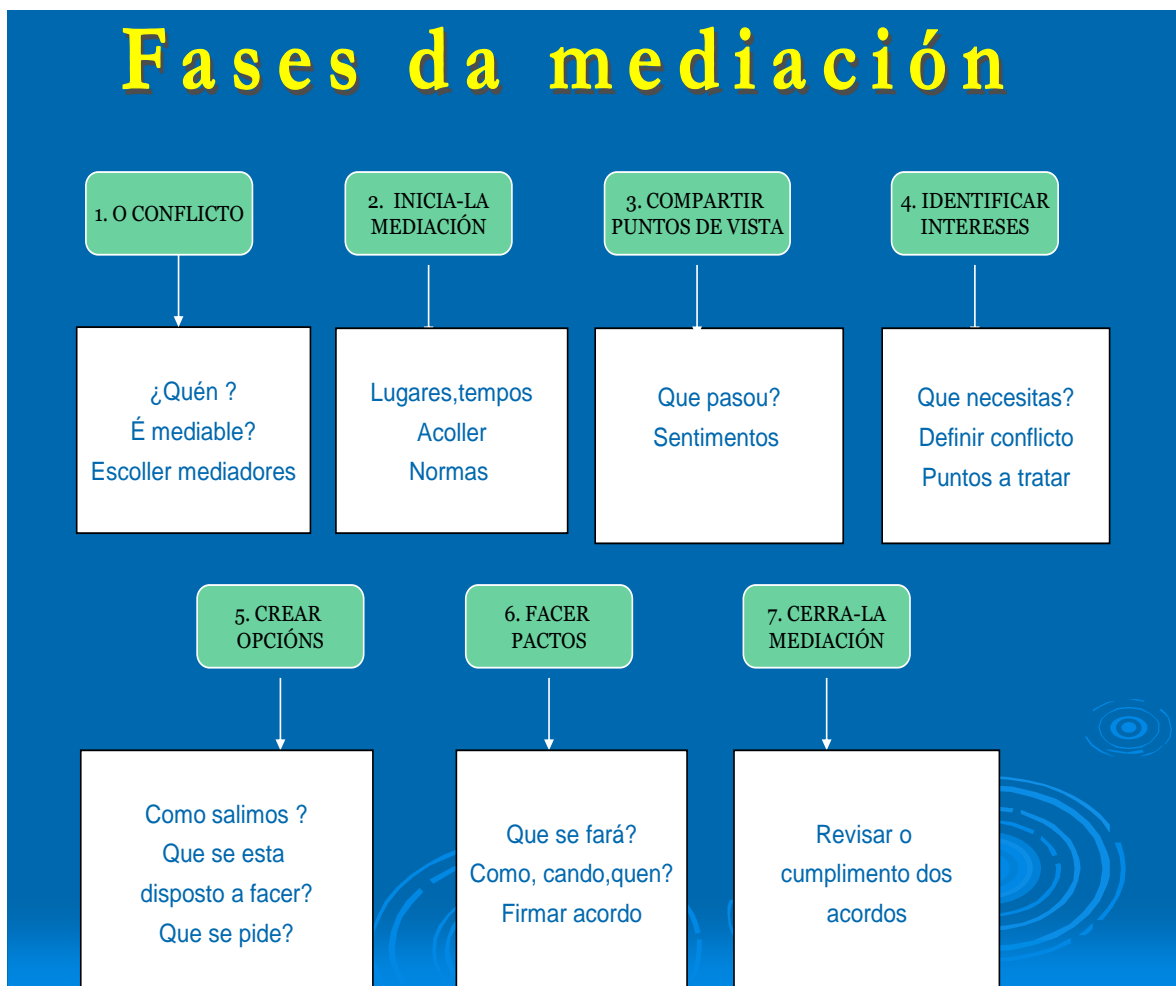 Fases da mediación
1. O CONFLICTO
¿Quén ?
É mediable?
Escoller mediadores
2. INICIA-LA
MEDIACIÓN
Lugares,tempos
Acoller
Normas
3. COMPARTIR
PUNTOS DE VISTA
Que pasou?
Sentimentos
4. IDENTIFICAR
INTERESES
Que necesitas?
Definir conflicto
Puntos a tratar
5. CREAR
OPCIÓNS
Como salimos ?
Que se esta
disposto a facer?
Que se pide?
6. FACER
PACTOS
Que se fará?
Como, cando,quen?
Firmar acordo
7. CERRA-LA
MEDIACIÓN
Revisar o
cumplimento dos
acordos